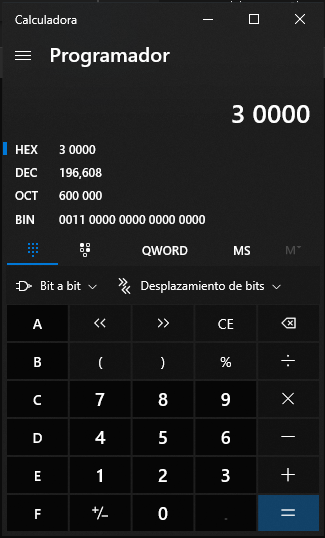 Calculadora
Programador
3 0000
HEX 3 0000
DEC 196,608
OCT 600 000
BIN 0011 0000 0000 0000 0000
QWORD MS M˅
Bit a bit Desplazamiento de bits
A << >> CE
B ( ) % ÷
C 7 8 9 ×
D 4 5 6 −
E 1 2 3 +
F +/− 0 . =